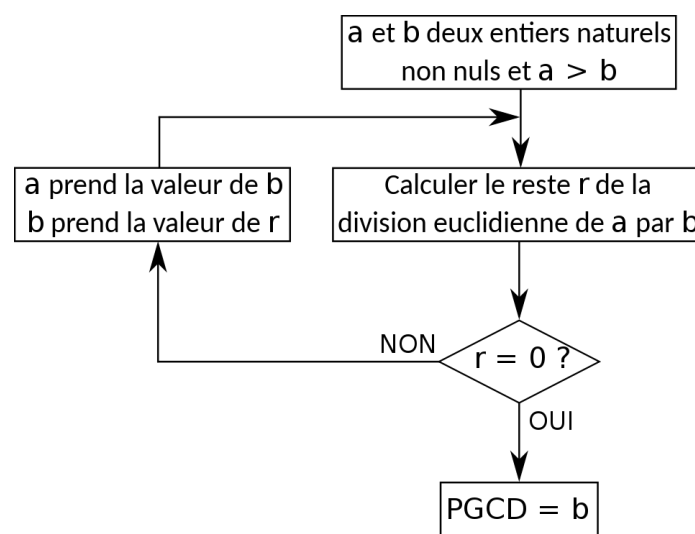 a et b deux entiers naturels
non nuls et a > b
a prend la valeur de b
b prend la valeur de r
Calculer le reste r de la
division euclidienne de a par b
NON
r = 0 ?
OUI
PGCD = b